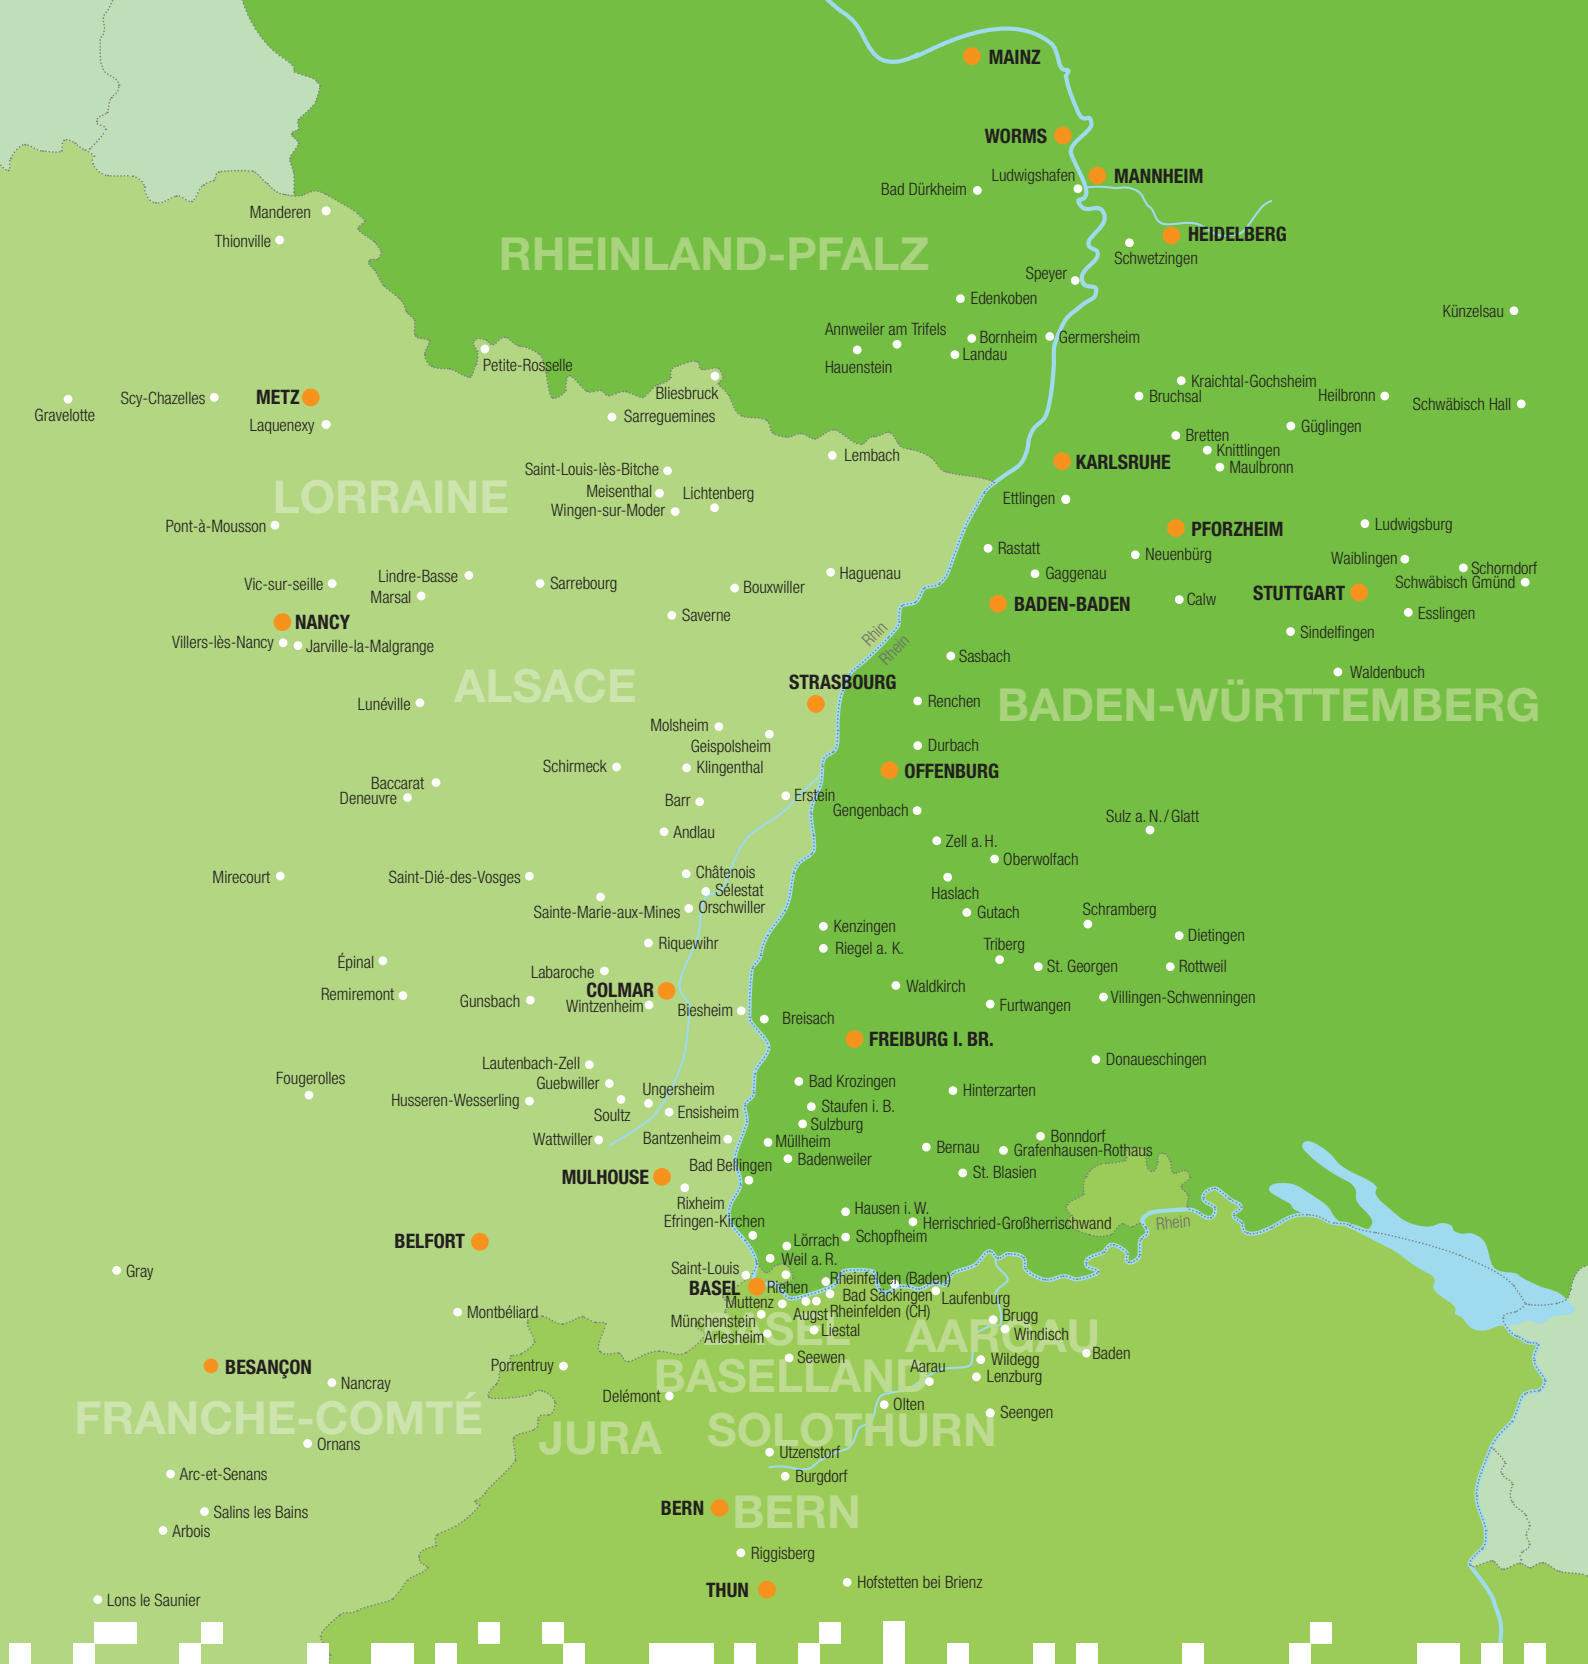 MAINZ
WORMS
Ludwigshafen
MANNHEIM
Bad Dürkheim
Manderen
Thionville
HEIDELBERG
RHEINLAND-PFALZ
Schwetzingen
Speyer
Edenkoben
Künzelsau
Annweiler am Trifels
Bornheim
Germersheim
Landau
Hauenstein
Petite-Rosselle
Bliesbruck
Kraichtal-Gochsheim
Bruchsal
Heilbronn
Schwäbisch Hall
Scy-Chazelles
METZ
Gravelotte
Laquenexy
Sarreguemines
Güglingen
Bretten
Knittlingen
Lembach
KARLSRUHE
Maulbronn
Saint-Louis-lès-Bitche
Meisenthal
Lichtenberg
LORRAINE
Ettlingen
Wingen-sur-Moder
Pont-à-Mousson
PFORZHEIM
Ludwigsburg
Rastatt
Neuenbürg
Waiblingen
Schorndorf
Haguenau
Gaggenau
Lindre-Basse
Vic-sur-seille
Sarrebourg
Bouxwiller
Schwäbisch Gmünd
Marsal
BADEN-BADEN
Calw
STUTTGART
Saverne
Esslingen
NANCY
Rhin
Rhein
Sindelfingen
Villers-lès-Nancy
Jarville-la-Malgrange
Sasbach
Waldenbuch
STRASBOURG
ALSACE
BADEN-WÜRTTEMBERG
Lunéville
Renchen
Molsheim
Geispolsheim
Durbach
Schirmeck
Klingenthal
OFFENBURG
Baccarat
Deneuvre
Barr
Erstein
Gengenbach
Sulz a. N. / Glatt
Andlau
Zell a. H.
Oberwolfach
Mirecourt
Saint-Dié-des-Vosges
Châtenois
Sélestat
Haslach
Sainte-Marie-aux-Mines
Orschwiller
Gutach
Schramberg
Kenzingen
Dietingen
Riquewihr
Riegel a. K.
Triberg
Épinal
Labaroche
St. Georgen
Rottweil
COLMAR
Waldkirch
Remiremont
Gunsbach
Wintzenheim
Biesheim
Furtwangen
Villingen-Schwenningen
Breisach
FREIBURG I. BR.
Lautenbach-Zell
Donaueschingen
Fougerolles
Guebwiller
Ungersheim
Bad Krozingen
Hinterzarten
Husseren-Wesserling
Soultz
Ensisheim
Staufen i. B.
Sulzburg
Wattwiller
Bantzenheim
Müllheim
Bonndorf
Bernau
Grafenhausen-Rothaus
Badenweiler
MULHOUSE
Bad Bellingen
St. Blasien
Rixheim
Hausen i. W.
Efringen-Kirchen
Herrischried-Großherrischwand
Rhein
BELFORT
Lörrach
Schopfheim
Gray
Saint-Louis
Weil a. R.
BASEL
Riehen
Rheinfelden (Baden)
Bad Säckingen
Laufenburg
Muttenz
Augst
Rheinfelden (CH)
Montbéliard
Münchenstein
Brugg
Arlesheim
BASEL
Liestal
AARGAU
Windisch
Seewen
Baden
BESANÇON
Porrentruy
Aarau
Wildegg
Nancray
BASELLAND
Lenzburg
Delémont
Olten
Seengen
FRANCHE-COMTÉ
JURA
SOLOTHURN
Ornans
Utzenstorf
Arc-et-Senans
Burgdorf
Salins les Bains
BERN
BERN
Arbois
Riggisberg
THUN
Hofstetten bei Brienz
Lons le Saunier